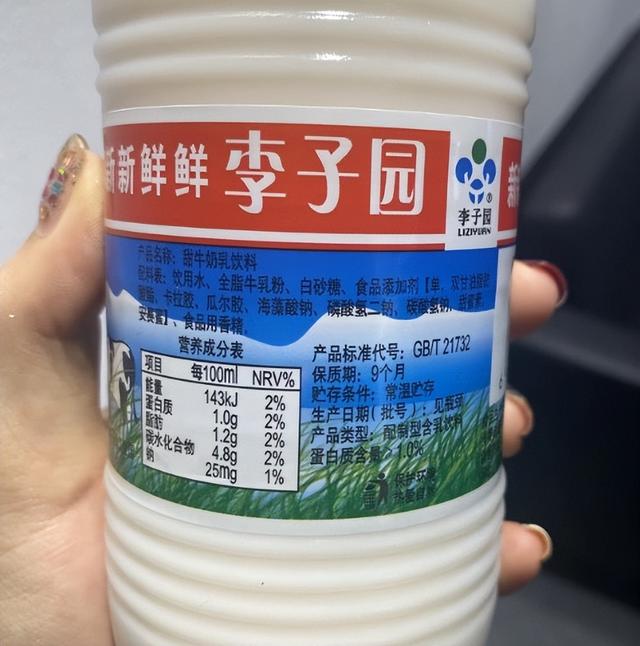 新新鲜鲜 李子园
李子园
LIZIYUAN
新
产品名称：甜牛奶乳饮料
配料表：饮用水、全脂牛乳粉、白砂糖、食品添加剂【单，双甘油脂肪
酸酯、卡拉胶、瓜尔胶、海藻酸钠、磷酸氢二钠、碳酸氢钠、甜蜜素、
安赛蜜】、食品用香精。
营养成分表
项目 每100ml NRV%
能量 143kJ 2%
蛋白质 1.0g 2%
脂肪 1.2g 2%
碳水化合物 4.8g 2%
钠 25mg 1%
产品标准代号：GB/T 21732
保质期：9个月
贮存条件：常温贮存
生产日期（批号）：见瓶颈
产品类型：配制型含乳饮料
蛋白质含量≥1.0%
保护环境